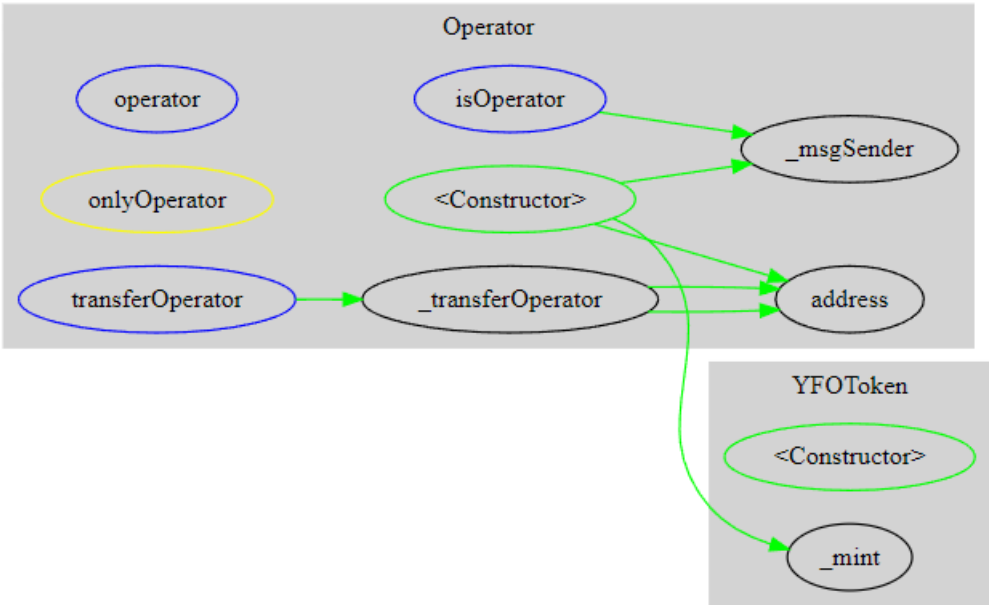 Operator
operator
isOperator
_msgSender
onlyOperator
<Constructor>
transferOperator
_transferOperator
address
YFOToken
<Constructor>
_mint